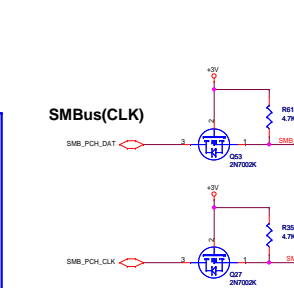 +3V
R61
4.7K
SMBus(CLK)
2
SMB_PCH_DAT
3
1
SMB_
Q53
2N7002K
+3V
R35
4.7K
2
SMB_PCH_CLK
3
1
SM
Q27
2N7002K